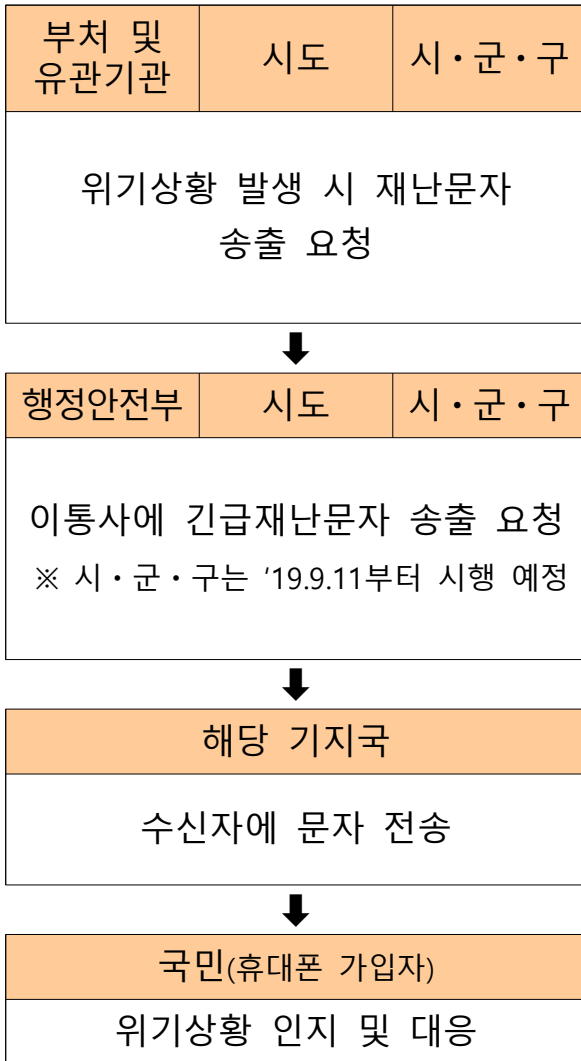 부처 및
유관기관
시도
시・군・구
위기상황 발생 시 재난문자
송출 요청
행정안전부
시도
시・군・구
이통사에 긴급재난문자 송출 요청
※ 시・군・구는 '19.9.11부터 시행 예정
해당 기지국
수신자에 문자 전송
국민(휴대폰 가입자)
위기상황 인지 및 대응